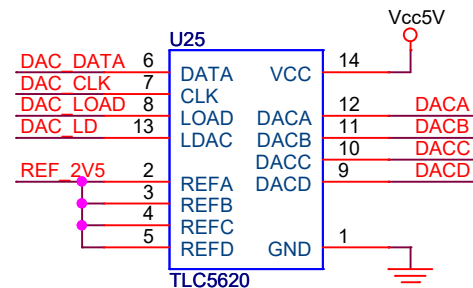 Vcc5V
U25
DAC_DATA 6 DATA VCC 14
DAC_CLK 7 CLK
DAC_LOAD 8 LOAD DACA 12 DACA
DAC_LD 13 LDAC DACB 11 DACB
DACC 10 DACC
REF_2V5 2 REFA DACD 9 DACD
3 REFB
4 REFC
5 REFD GND 1
TLC5620